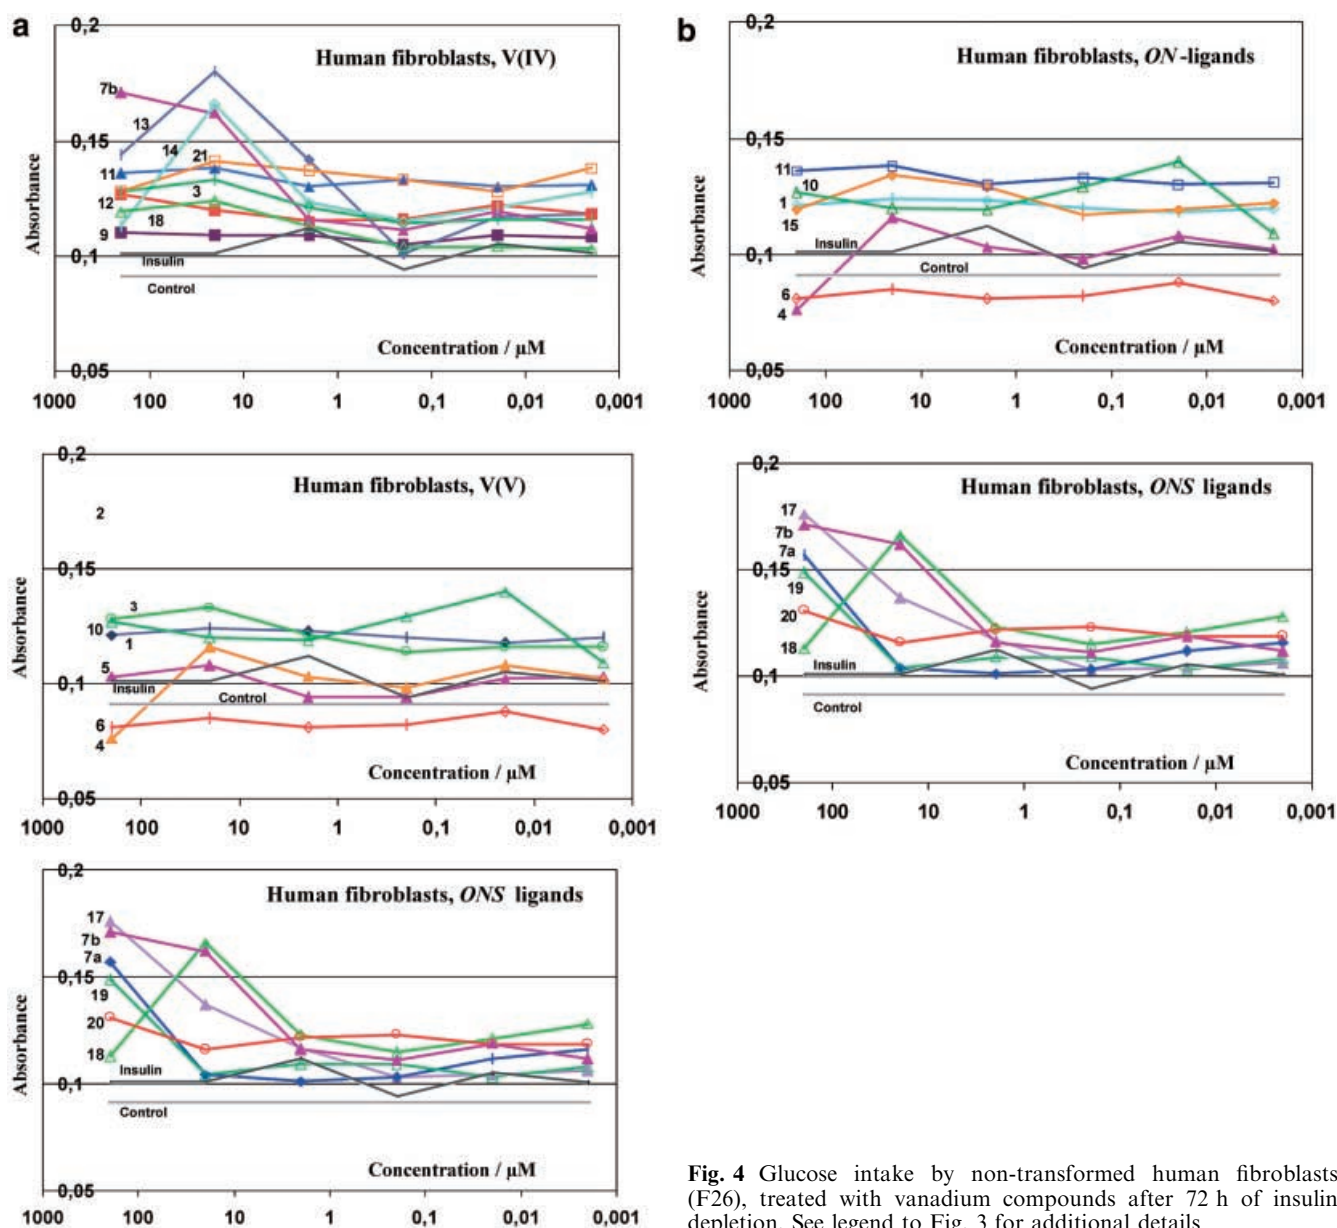 a
0,2
Human fibroblasts, V(IV)
7b
13
0,15
14
21
11
3
12
18
9
0,1
Insulin
Control
Absorbance
Concentration / µM
0,05
1000 100 10 1 0,1 0,01 0,001
b
0,2
Human fibroblasts, ON-ligands
0,15
11
10
1
15
Insulin
0,1
Control
6
4
Absorbance
Concentration / µM
0,05
1000 100 10 1 0,1 0,01 0,001
0,2
Human fibroblasts, V(V)
2
0,15
3
10
1
5
Insulin
0,1
Control
6
4
Absorbance
Concentration / µM
0,05
1000 100 10 1 0,1 0,01 0,001
0,2
Human fibroblasts, ONS ligands
17
7b
7a
0,15
19
20
18
Insulin
0,1
Control
Absorbance
Concentration / µM
0,05
1000 100 10 1 0,1 0,01 0,001
0,2
Human fibroblasts, ONS ligands
17
7b
7a
0,15
19
20
18
Insulin
0,1
Control
Absorbance
Concentration / µM
0,05
1000 100 10 1 0,1 0,01 0,001
Fig. 4 Glucose intake by non-transformed human fibroblasts
(F26), treated with vanadium compounds after 72 h of insulin
depletion. See legend to Fig. 3 for additional details